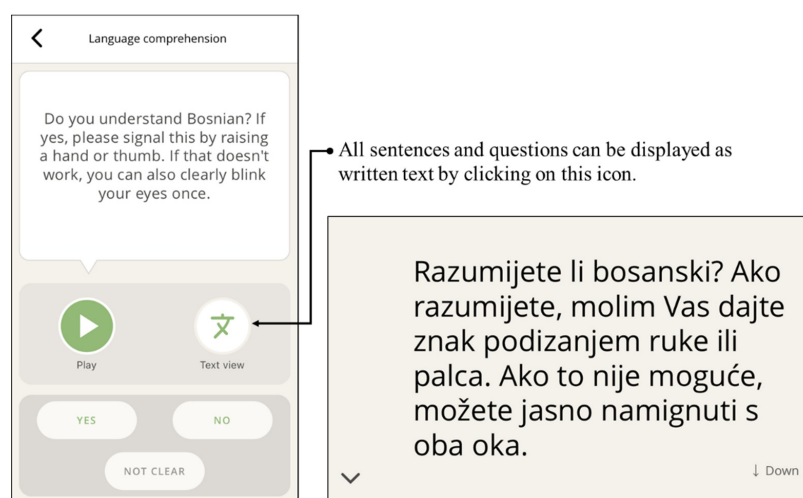 Language comprehension
Do you understand Bosnian? If
yes, please signal this by raising
a hand or thumb. If that doesn't
work, you can also clearly blink
your eyes once.
Play
Text view
YES
NO
NOT CLEAR
All sentences and questions can be displayed as
written text by clicking on this icon.
Razumijete li bosanski? Ako
razumijete, molim Vas dajte
znak podizanjem ruke ili
palca. Ako to nije moguće,
možete jasno namignuti s
oba oka.
↓ Down